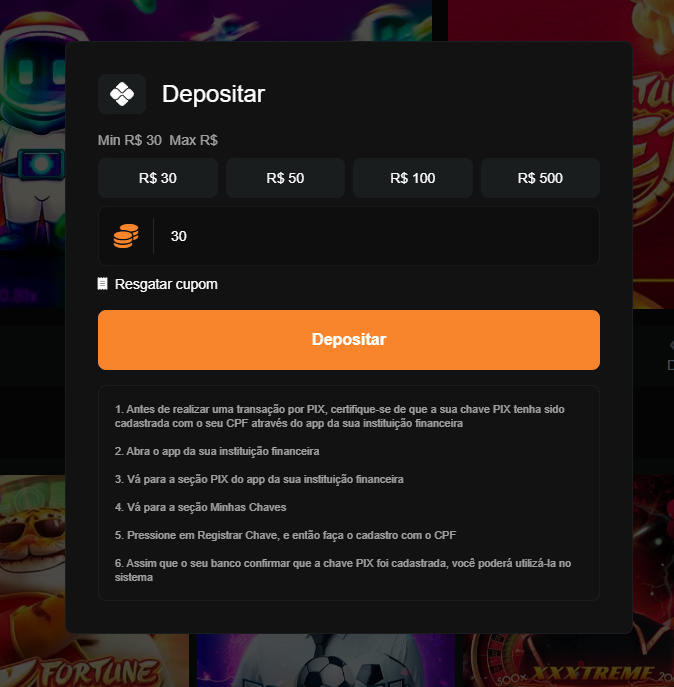 Depositar
Min R$ 30 Max R$
R$ 30
R$ 50
R$ 100
R$ 500
30
Resgatar cupom
Depositar
1. Antes de realizar uma transação por PIX, certifique-se de que a sua chave PIX tenha sido
cadastrada com o seu CPF através do app da sua instituição financeira
2. Abra o app da sua instituição financeira
3. Vá para a seção PIX do app da sua instituição financeira
4. Vá para a seção Minhas Chaves
5. Pressione em Registrar Chave, e então faça o cadastro com o CPF
6. Assim que o seu banco confirmar que a chave PIX foi cadastrada, você poderá utilizá-la no
sistema
FORTUNE
500x
XXXTREME